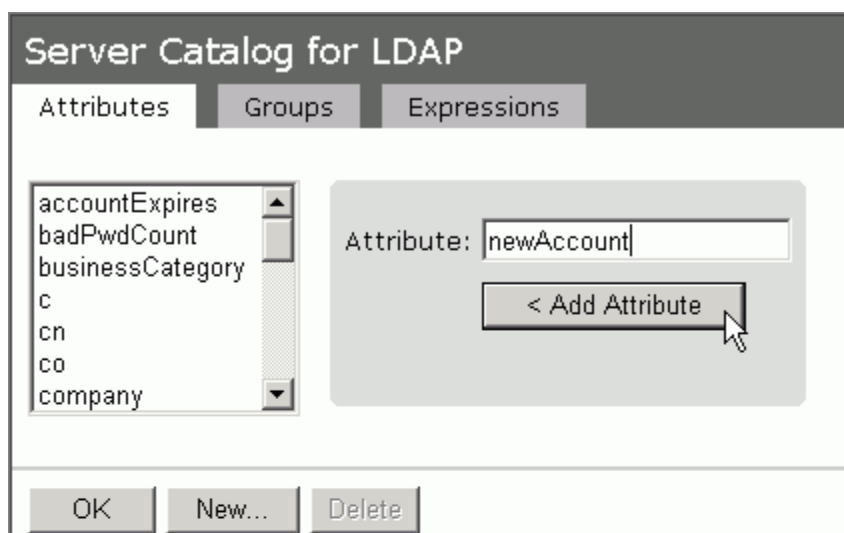 Server Catalog for LDAP
Attributes Groups Expressions
accountExpires
badPwdCount
businessCategory
c
cn
co
company
Attribute: newAccount
< Add Attribute
OK New... Delete